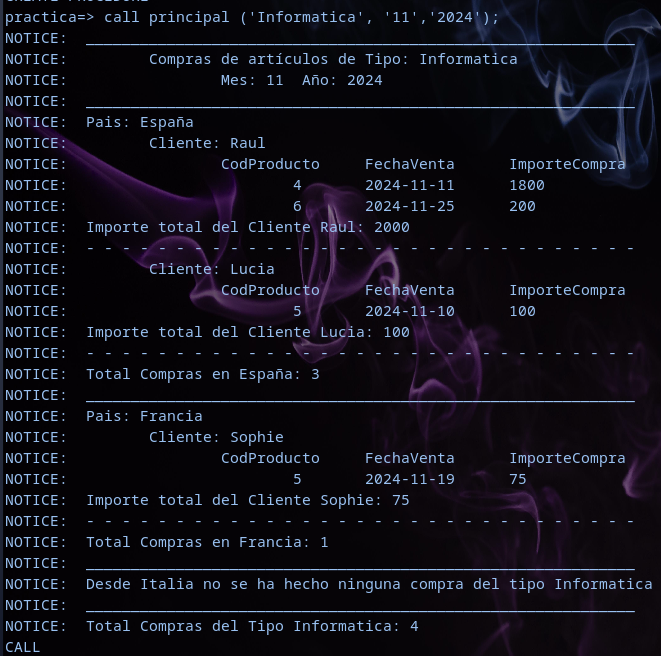 practica=> call principal ('Informatica', '11','2024');
NOTICE:  _____________________________________________________________
NOTICE:         Compras de artículos de Tipo: Informatica
NOTICE:                 Mes: 11  Año: 2024
NOTICE:  _____________________________________________________________
NOTICE:  Pais: España
NOTICE:         Cliente: Raul
NOTICE:                 CodProducto     FechaVenta      ImporteCompra
NOTICE:                         4       2024-11-11      1800
NOTICE:                         6       2024-11-25      200
NOTICE:  Importe total del Cliente Raul: 2000
NOTICE:  - - - - - - - - - - - - - - - - - - - - - - - - - - - - - - -
NOTICE:         Cliente: Lucia
NOTICE:                 CodProducto     FechaVenta      ImporteCompra
NOTICE:                         5       2024-11-10      100
NOTICE:  Importe total del Cliente Lucia: 100
NOTICE:  - - - - - - - - - - - - - - - - - - - - - - - - - - - - - - -
NOTICE:  Total Compras en España: 3
NOTICE:  _____________________________________________________________
NOTICE:  Pais: Francia
NOTICE:         Cliente: Sophie
NOTICE:                 CodProducto     FechaVenta      ImporteCompra
NOTICE:                         5       2024-11-19      75
NOTICE:  Importe total del Cliente Sophie: 75
NOTICE:  - - - - - - - - - - - - - - - - - - - - - - - - - - - - - - -
NOTICE:  Total Compras en Francia: 1
NOTICE:  _____________________________________________________________
NOTICE:  Desde Italia no se ha hecho ninguna compra del tipo Informatica
NOTICE:  _____________________________________________________________
NOTICE:  Total Compras del Tipo Informatica: 4
CALL